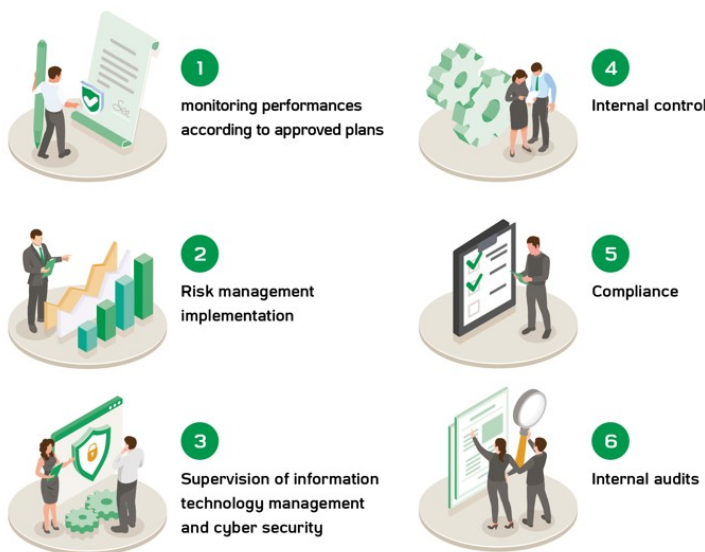 1
monitoring performances
according to approved plans
2
Risk management
implementation
3
Supervision of information
technology management
and cyber security
4
Internal control
5
Compliance
6
Internal audits